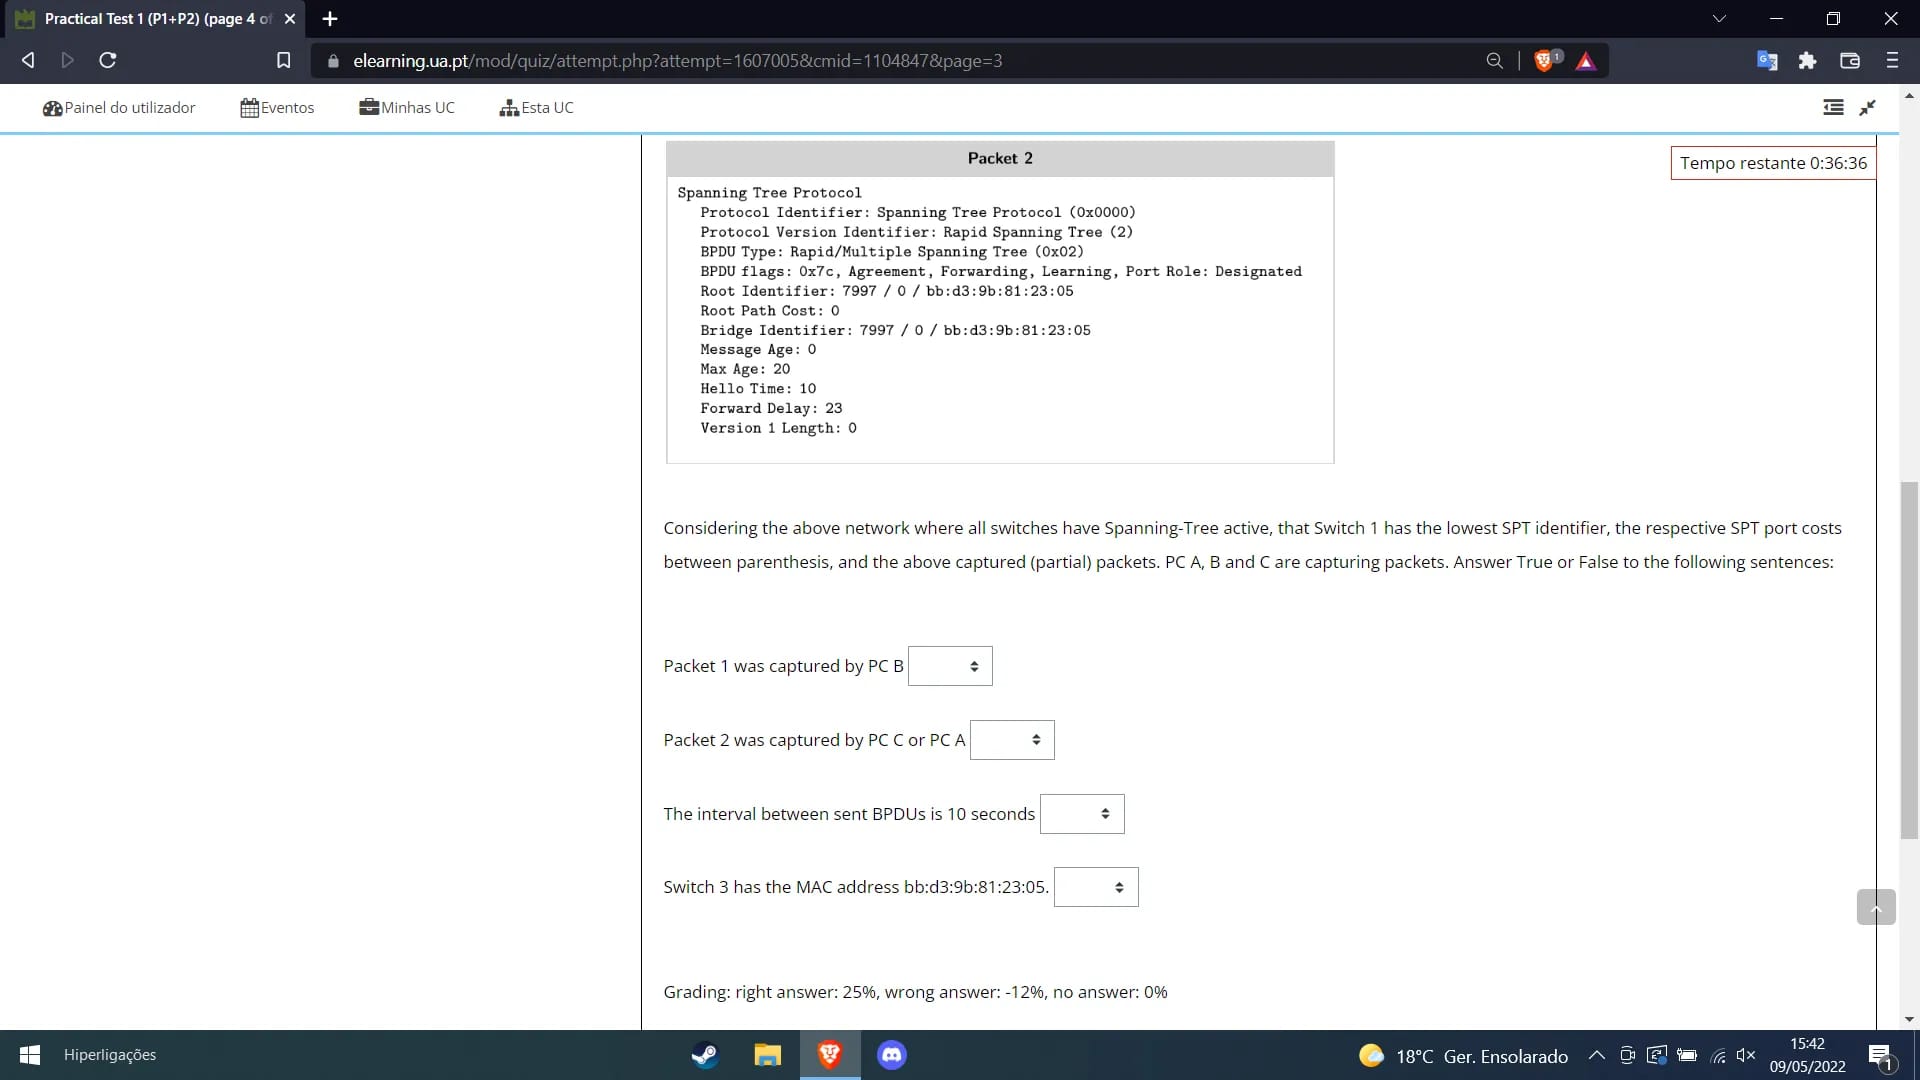 Practical Test 1 (P1+P2) (page 4 of
elearning.ua.pt/mod/quiz/attempt.php?attempt=1607005&cmid=1104847&page=3
1
Painel do utilizador
Eventos
Minhas UC
Esta UC
Tempo restante 0:36:36
Packet 2
Spanning Tree Protocol
Protocol Identifier: Spanning Tree Protocol (0x0000)
Protocol Version Identifier: Rapid Spanning Tree (2)
BPDU Type: Rapid/Multiple Spanning Tree (0x02)
BPDU flags: 0x7c, Agreement, Forwarding, Learning, Port Role: Designated
Root Identifier: 7997 / 0 / bb:d3:9b:81:23:05
Root Path Cost: 0
Bridge Identifier: 7997 / 0 / bb:d3:9b:81:23:05
Message Age: 0
Max Age: 20
Hello Time: 10
Forward Delay: 23
Version 1 Length: 0
Considering the above network where all switches have Spanning-Tree active, that Switch 1 has the lowest SPT identifier, the respective SPT port costs
between parenthesis, and the above captured (partial) packets. PC A, B and C are capturing packets. Answer True or False to the following sentences:
Packet 1 was captured by PC B
Packet 2 was captured by PC C or PC A
The interval between sent BPDUs is 10 seconds
Switch 3 has the MAC address bb:d3:9b:81:23:05.
Grading: right answer: 25%, wrong answer: -12%, no answer: 0%
Hiperligações
18°C Ger. Ensolarado
15:42
09/05/2022
1